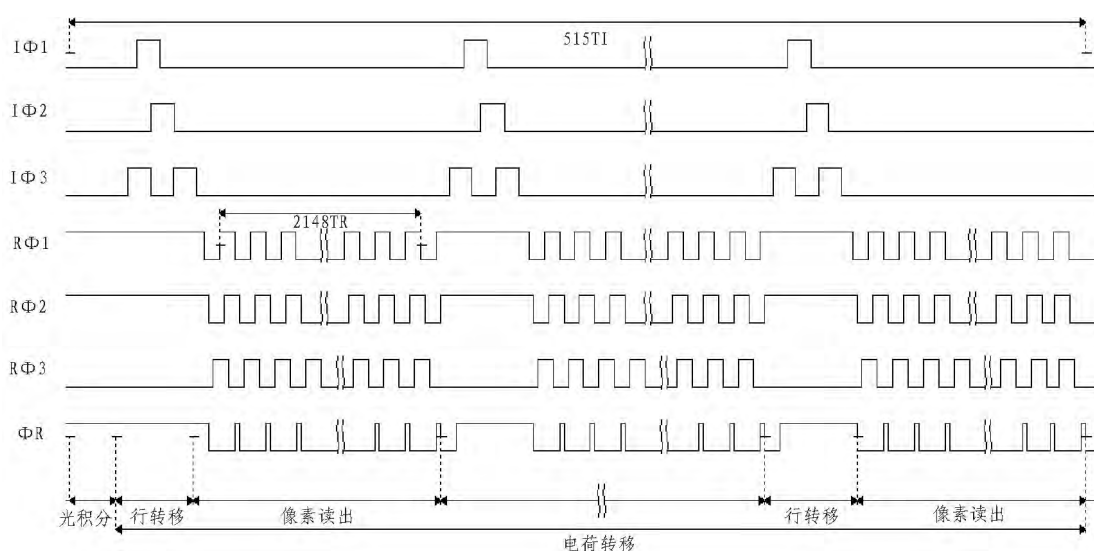 515TI
IΦ1
IΦ2
IΦ3
2148TR
RΦ1
RΦ2
RΦ3
ΦR
光积分 行转移 像素读出 行转移 像素读出
电荷转移